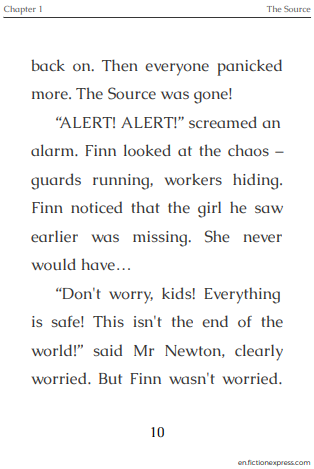 Chapter 1 The Source
back on. Then everyone panicked
more. The Source was gone!
“ALERT! ALERT!” screamed an
alarm. Finn looked at the chaos –
guards running, workers hiding.
Finn noticed that the girl he saw
earlier was missing. She never
would have…
“Don't worry, kids! Everything
is safe! This isn't the end of the
world!” said Mr Newton, clearly
worried. But Finn wasn't worried.
10
en.fictionexpress.com